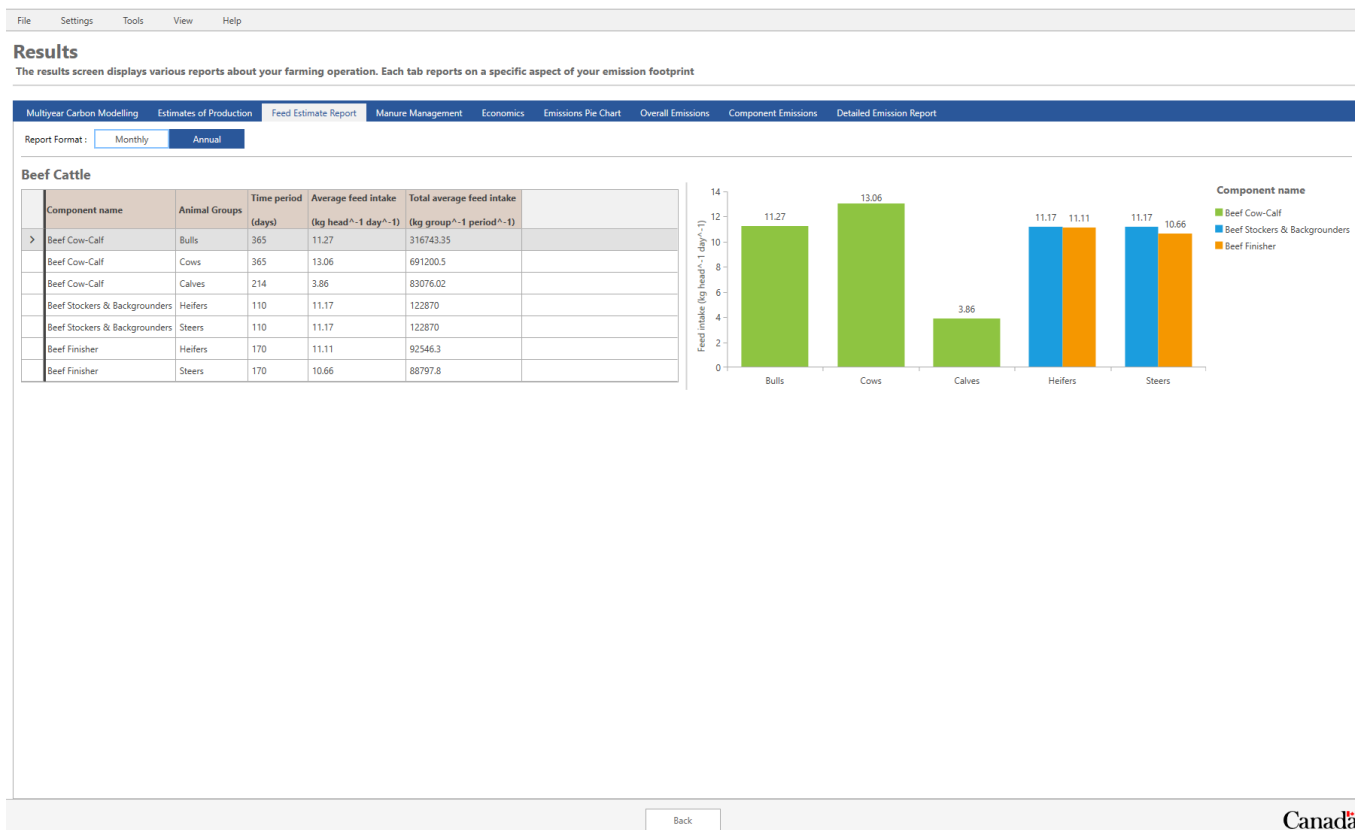 File Settings Tools View Help
Results
The results screen displays various reports about your farming operation. Each tab reports on a specific aspect of your emission footprint
Multiyear Carbon Modelling Estimates of Production Feed Estimate Report Manure Management Economics Emissions Pie Chart Overall Emissions Component Emissions Detailed Emission Report
Report Format : Monthly Annual
Beef Cattle
Component name Animal Groups Time period (days) Average feed intake (kg head^-1 day^-1) Total average feed intake (kg group^-1 period^-1)
> Beef Cow-Calf Bulls 365 11.27 316743.35
Beef Cow-Calf Cows 365 13.06 691200.5
Beef Cow-Calf Calves 214 3.86 83076.02
Beef Stockers & Backgrounders Heifers 110 11.17 122870
Beef Stockers & Backgrounders Steers 110 11.17 122870
Beef Finisher Heifers 170 11.11 92546.3
Beef Finisher Steers 170 10.66 88797.8
Feed intake (kg head^-1 day^-1)
14
12
10
8
6
4
2
0
11.27
13.06
3.86
11.17 11.11
11.17 10.66
Bulls Cows Calves Heifers Steers
Component name
Beef Cow-Calf
Beef Stockers & Backgrounders
Beef Finisher
Back
Canada